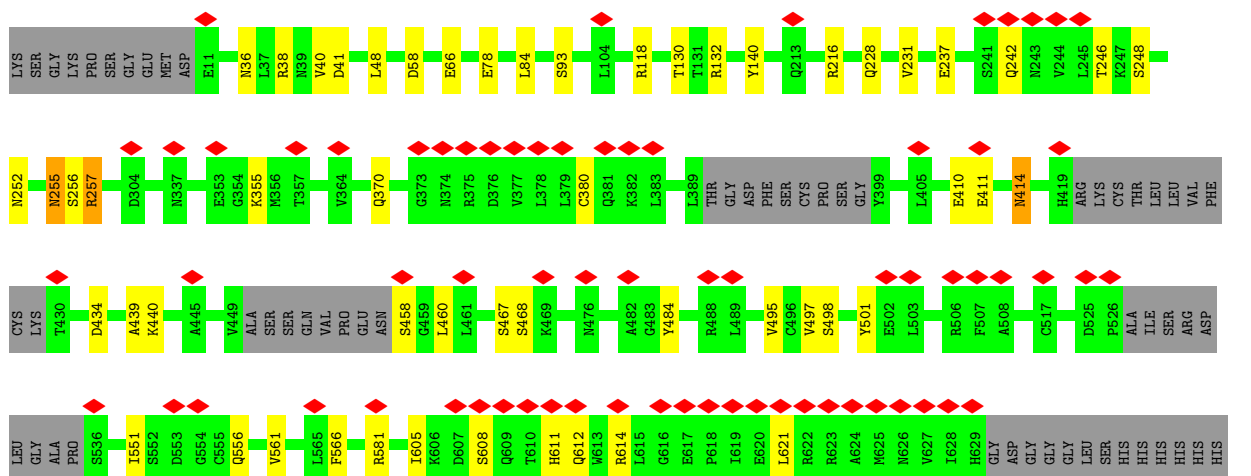 LYS SER GLY LYS PRO SER GLY GLU MET ASP E11 N36 L37 R38 N39 V40 D41 L48 D58 E66 E78 L84 S93 L104 R118 T130 T131 R132 Y140 Q213 R216 Q228 V231 E237 S241 Q242 N243 V244 L245 T246 K247 S248
N252 N255 S256 R257 D304 N337 E353 G354 K355 M356 T357 V364 Q370 G373 N374 R375 D376 V377 L378 L379 C380 Q381 K382 L383 L389 THR GLY ASP PHE SER CYS PRO SER GLY Y399 L405 E410 E411 N414 H419 ARG LYS CYS THR LEU LEU VAL PHE
CYS LYS T430 D434 A439 K440 A445 V449 ALA SER SER GLN VAL PRO GLU ASN S458 G459 L460 L461 S467 S468 K469 N476 A482 G483 Y484 R488 L489 V495 C496 V497 S498 Y501 E502 L503 R506 F507 A508 C517 D525 P526 ALA ILE SER ARG ASP
LEU GLY ALA PRO S536 I551 S552 D553 G554 C555 Q556 V561 L565 F566 R581 I605 K606 D607 S608 Q609 T610 H611 Q612 W613 R614 L615 G616 E617 P618 I619 E620 L621 R622 R623 A624 M625 N626 V627 I628 H629 GLY ASP GLY GLY GLY LEU SER HIS HIS HIS HIS HIS HIS